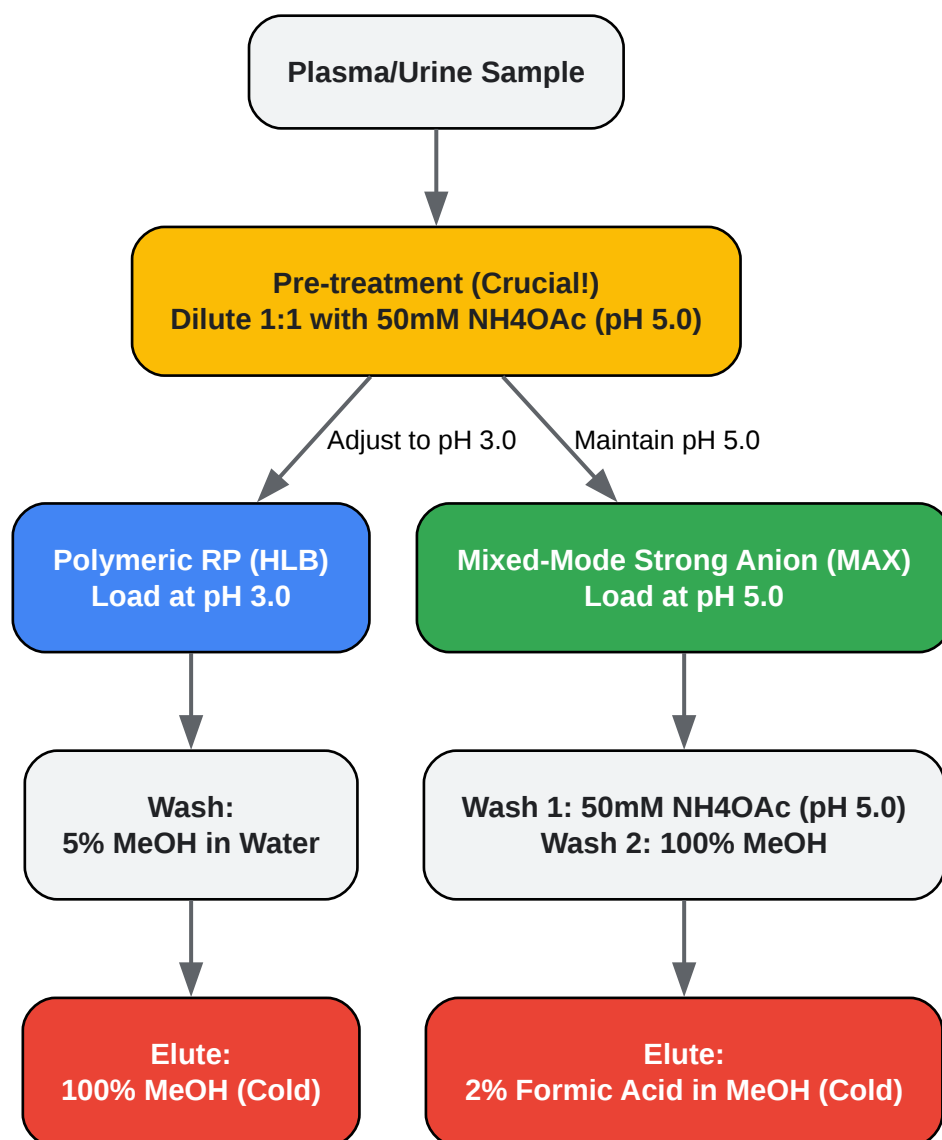 Plasma/Urine Sample
Pre-treatment (Crucial!)
Dilute 1:1 with 50mM NH4OAc (pH 5.0)
Adjust to pH 3.0
Maintain pH 5.0
Polymeric RP (HLB)
Load at pH 3.0
Mixed-Mode Strong Anion (MAX)
Load at pH 5.0
Wash:
5% MeOH in Water
Wash 1: 50mM NH4OAc (pH 5.0)
Wash 2: 100% MeOH
Elute:
100% MeOH (Cold)
Elute:
2% Formic Acid in MeOH (Cold)